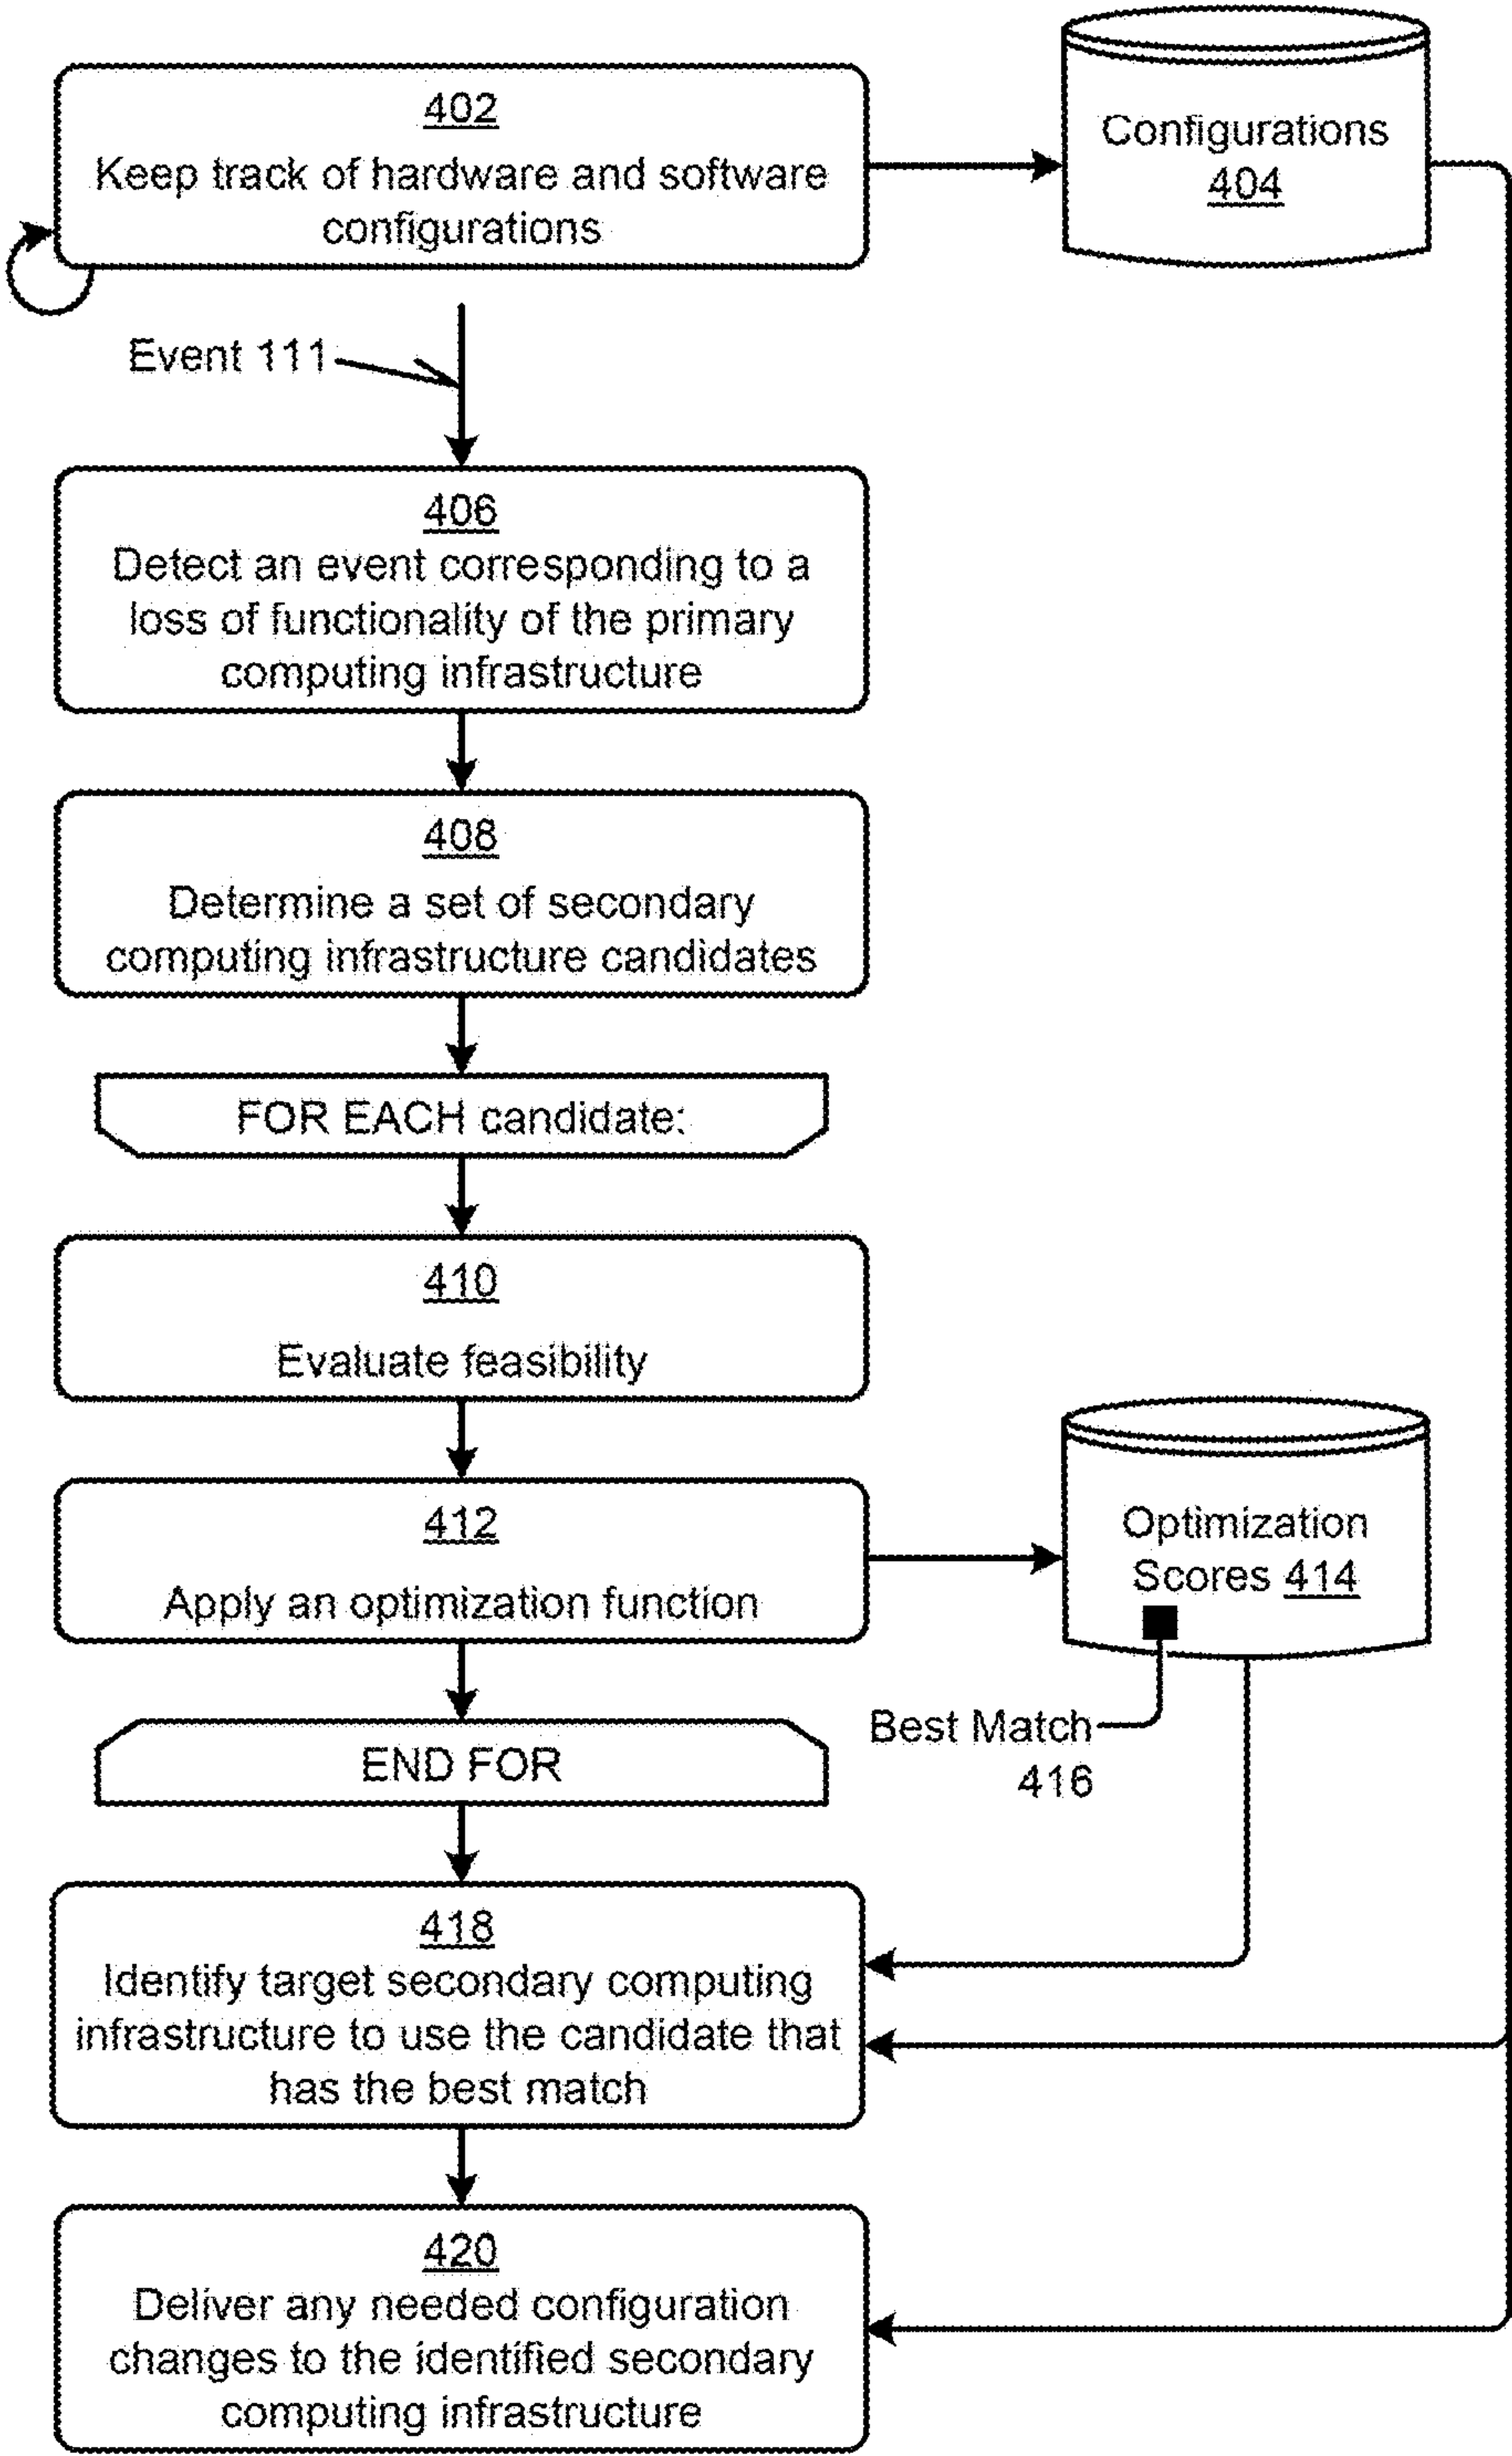 402
Keep track of hardware and software
configurations
Configurations
404
Event 111
406
Detect an event corresponding to a
loss of functionality of the primary
computing infrastructure
408
Determine a set of secondary
computing infrastructure candidates
FOR EACH candidate:
410
Evaluate feasibility
412
Apply an optimization function
Optimization
Scores 414
Best Match
416
END FOR
418
Identify target secondary computing
infrastructure to use the candidate that
has the best match
420
Deliver any needed configuration
changes to the identified secondary
computing infrastructure